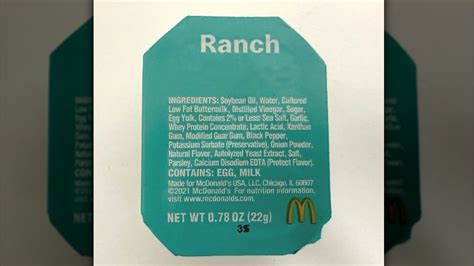 Ranch
INGREDIENTS: Soybean Oil, Water, Cultured
Low Fat Buttermilk, Distilled Vinegar, Sugar,
Egg Yolk, Contains 2% or Less: Sea Salt, Garlic,
Whey Protein Concentrate, Lactic Acid, Xanthan
Gum, Modified Guar Gum, Black Pepper,
Potassium Sorbate (Preservative), Onion Powder,
Natural Flavor, Autolyzed Yeast Extract, Salt,
Parsley, Calcium Disodium EDTA (Protect Flavor).
CONTAINS: EGG, MILK
Made for McDonald's USA, LLC, Chicago, IL 60607
©2021 McDonald's For nutrition information,
visit www.mcdonalds.com.
NET WT 0.78 OZ (22g)